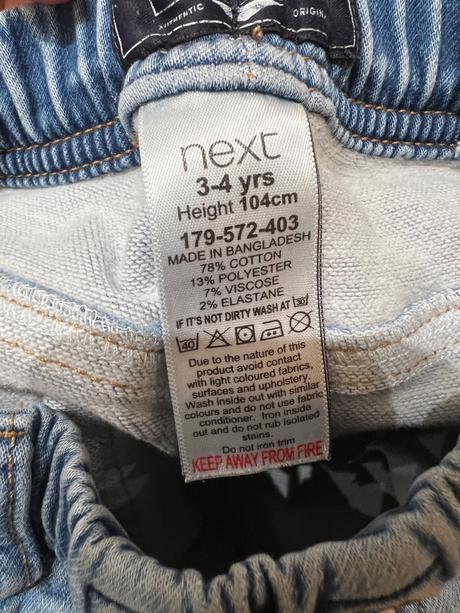 AUTHENTIC ORIGIN
next
3-4 yrs
Height 104cm
179-572-403
MADE IN BANGLADESH
78% COTTON
13% POLYESTER
7% VISCOSE
2% ELASTANE
IF IT'S NOT DIRTY WASH AT 30
40
Due to the nature of this
product avoid contact
with light coloured fabrics,
surfaces and upholstery.
Wash inside out with similar
colours and do not use fabric
conditioner. Iron inside
out and do not rub isolated
stains.
Do not iron trim
KEEP AWAY FROM FIRE